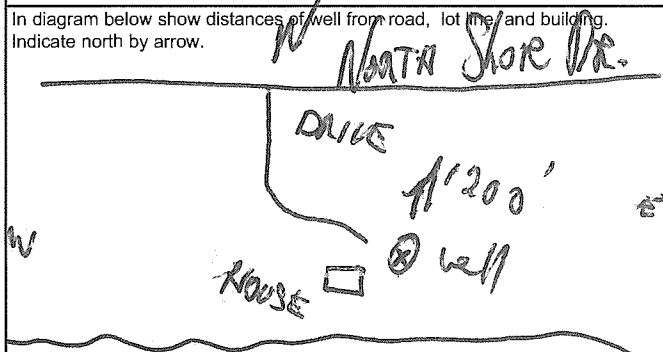 In diagram below show distances of well from road, lot line, and building.
Indicate north by arrow.
N
NORTH SHORE DR.
DRIVE
200'
E
W
well
HOUSE